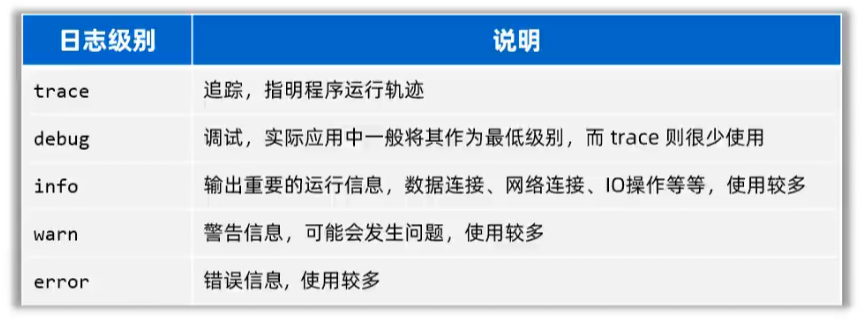 日志级别 说明
trace 追踪，指明程序运行轨迹
debug 调试，实际应用中一般将其作为最低级别，而 trace 则很少使用
info 输出重要的运行信息，数据连接、网络连接、IO操作等等，使用较多
warn 警告信息，可能会发生问题，使用较多
error 错误信息，使用较多